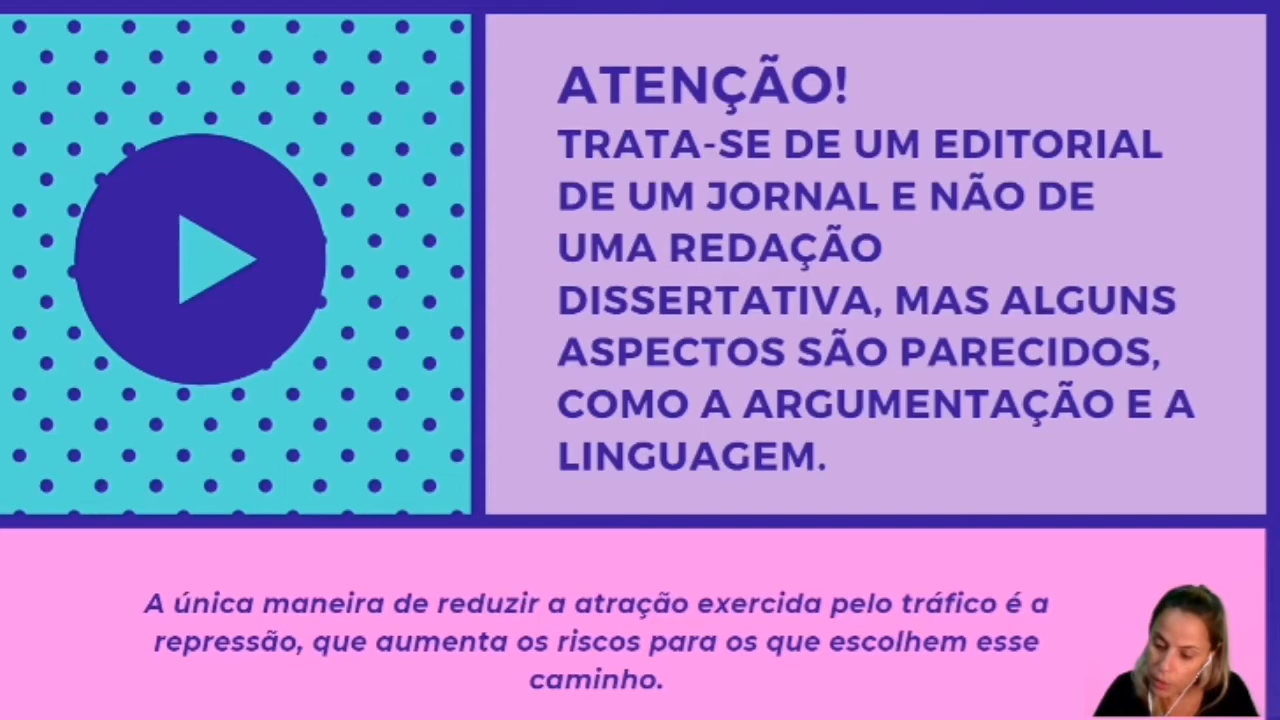 ATENÇÃO!
TRATA-SE DE UM EDITORIAL
DE UM JORNAL E NÃO DE
UMA REDAÇÃO
DISSERTATIVA, MAS ALGUNS
ASPECTOS SÃO PARECIDOS,
COMO A ARGUMENTAÇÃO E A
LINGUAGEM.
A única maneira de reduzir a atração exercida pelo tráfico é a
repressão, que aumenta os riscos para os que escolhem esse
caminho.